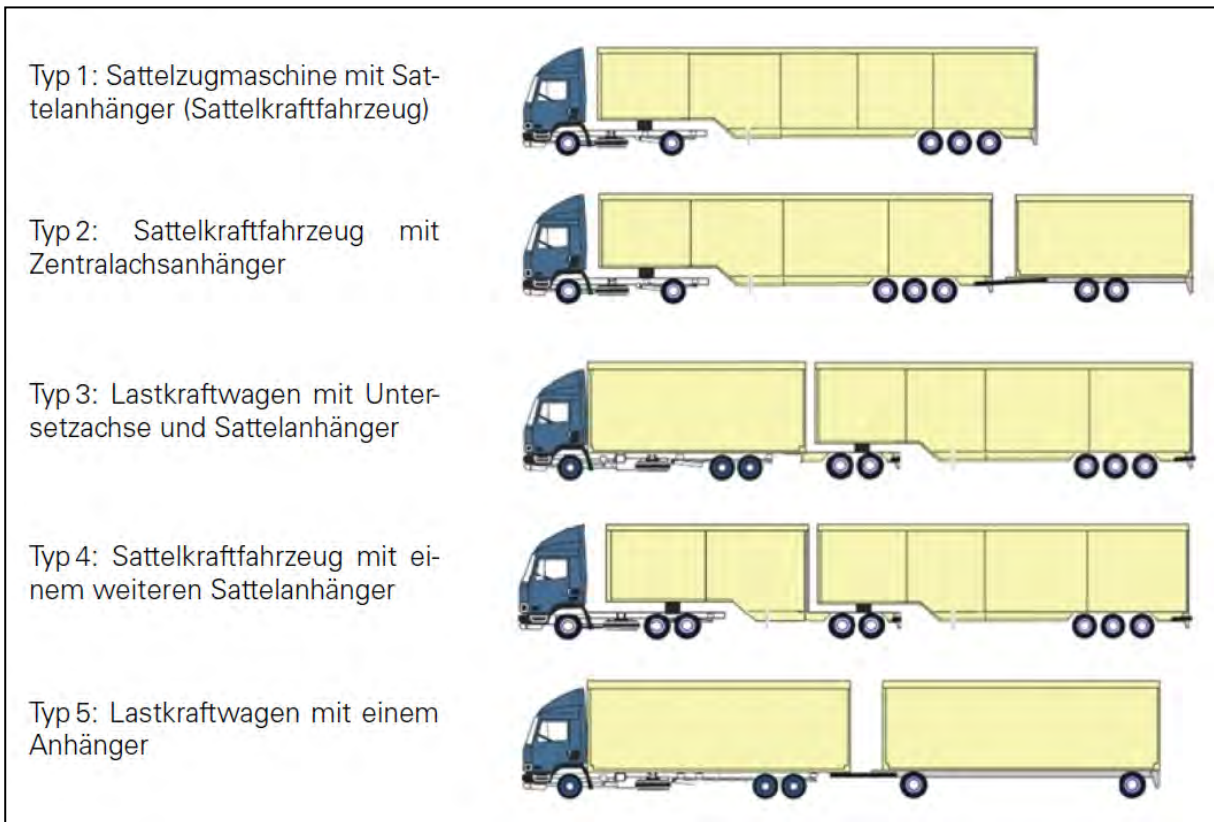 Typ 1: Sattelzugmaschine mit Sat-
telanhänger (Sattelkraftfahrzeug)
Typ 2: Sattelkraftfahrzeug mit
Zentralachsanhänger
Typ 3: Lastkraftwagen mit Unter-
setzachse und Sattelanhänger
Typ 4: Sattelkraftfahrzeug mit ei-
nem weiteren Sattelanhänger
Typ 5: Lastkraftwagen mit einem
Anhänger